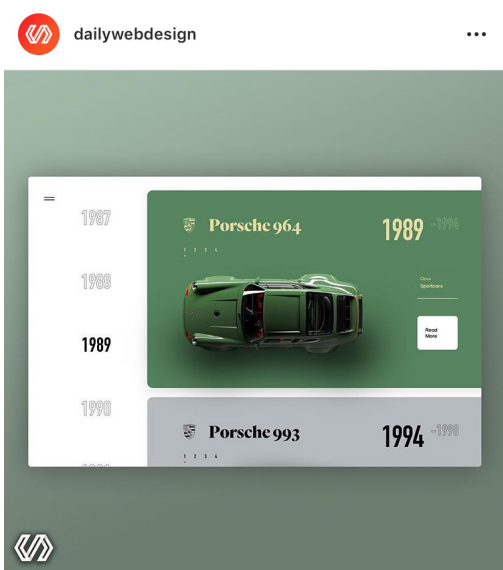 dailywebdesign
1987
1988
1989
1990
Porsche 964
1 2 3 4
1989 –1994
Class
Sportcars
Read
More
Porsche 993
1 2 3 4
1994 –1998